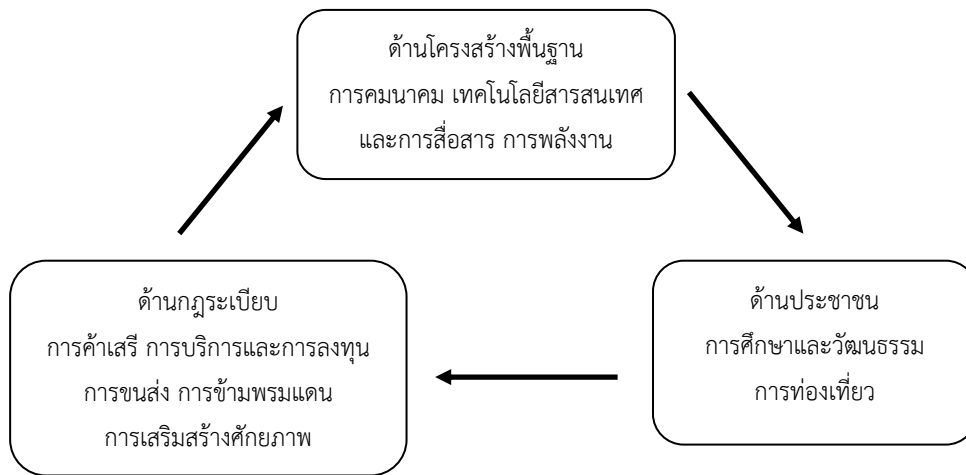 ด้านโครงสร้างพื้นฐาน
การคมนาคม เทคโนโลยีสารสนเทศ
และการสื่อสาร การพลังงาน
ด้านกฎระเบียบ
การค้าเสรี การบริการและการลงทุน
การขนส่ง การข้ามพรมแดน
การเสริมสร้างศักยภาพ
ด้านประชาชน
การศึกษาและวัฒนธรรม
การท่องเที่ยว